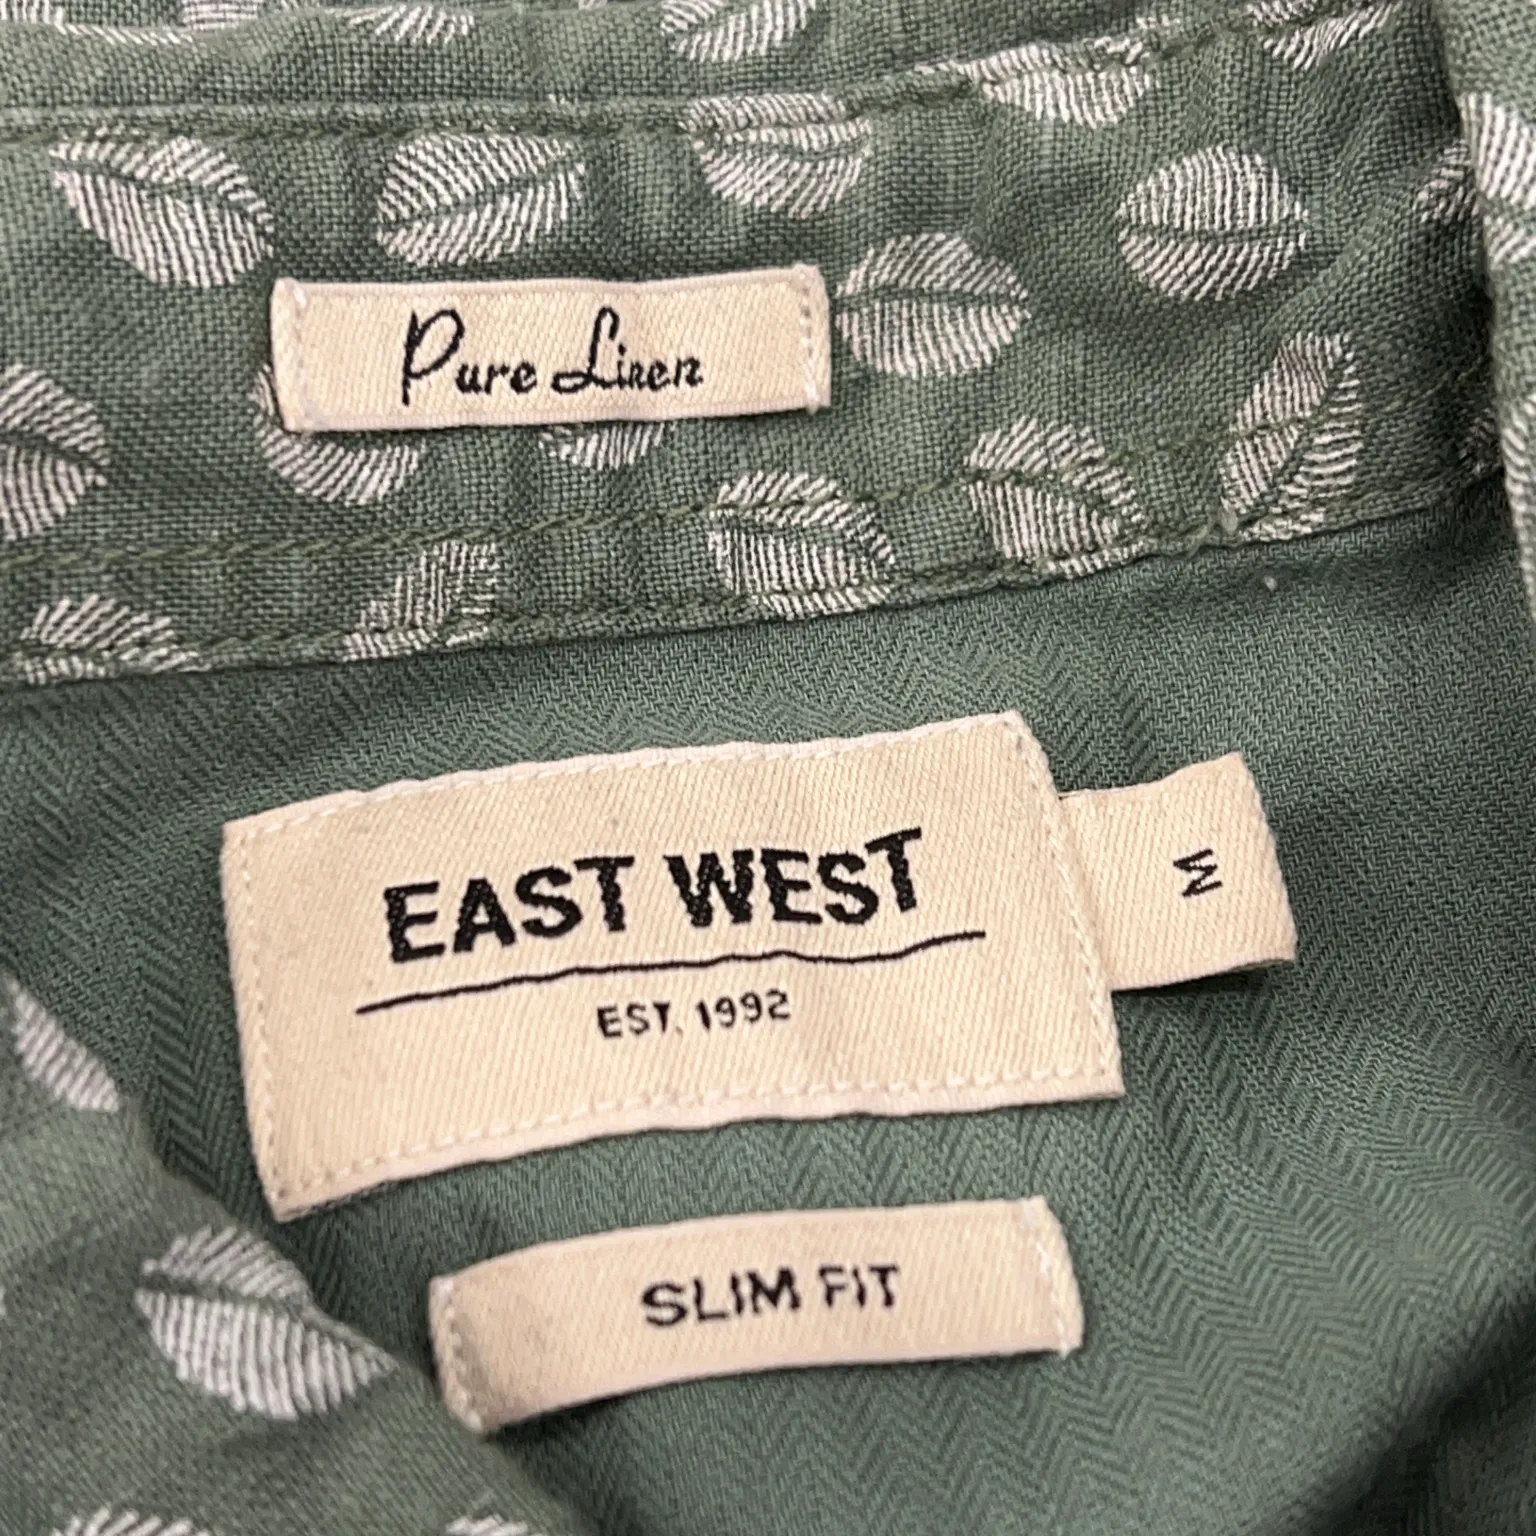 Pure Linen
EAST WEST
M
EST. 1992
SLIM FIT